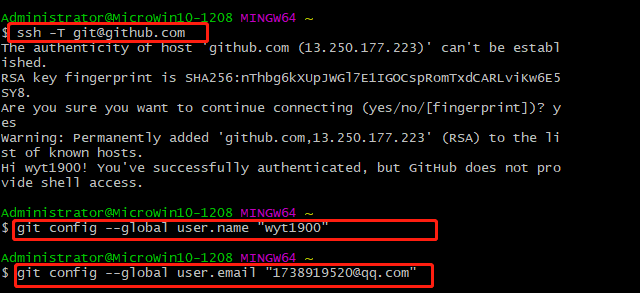 Administrator@MicroWin10-1208 MINGW64 ~
$ ssh -T git@github.com
The authenticity of host 'github.com (13.250.177.223)' can't be establ
ished.
RSA key fingerprint is SHA256:nThbg6kXUpJWGl7E1IGOCspRomTxdCARLviKw6E5
SY8.
Are you sure you want to continue connecting (yes/no/[fingerprint])? y
es
Warning: Permanently added 'github.com,13.250.177.223' (RSA) to the li
st of known hosts.
Hi wyt1900! You've successfully authenticated, but GitHub does not pro
vide shell access.
Administrator@MicroWin10-1208 MINGW64 ~
$ git config --global user.name "wyt1900"
Administrator@MicroWin10-1208 MINGW64 ~
$ git config --global user.email "1738919520@qq.com"